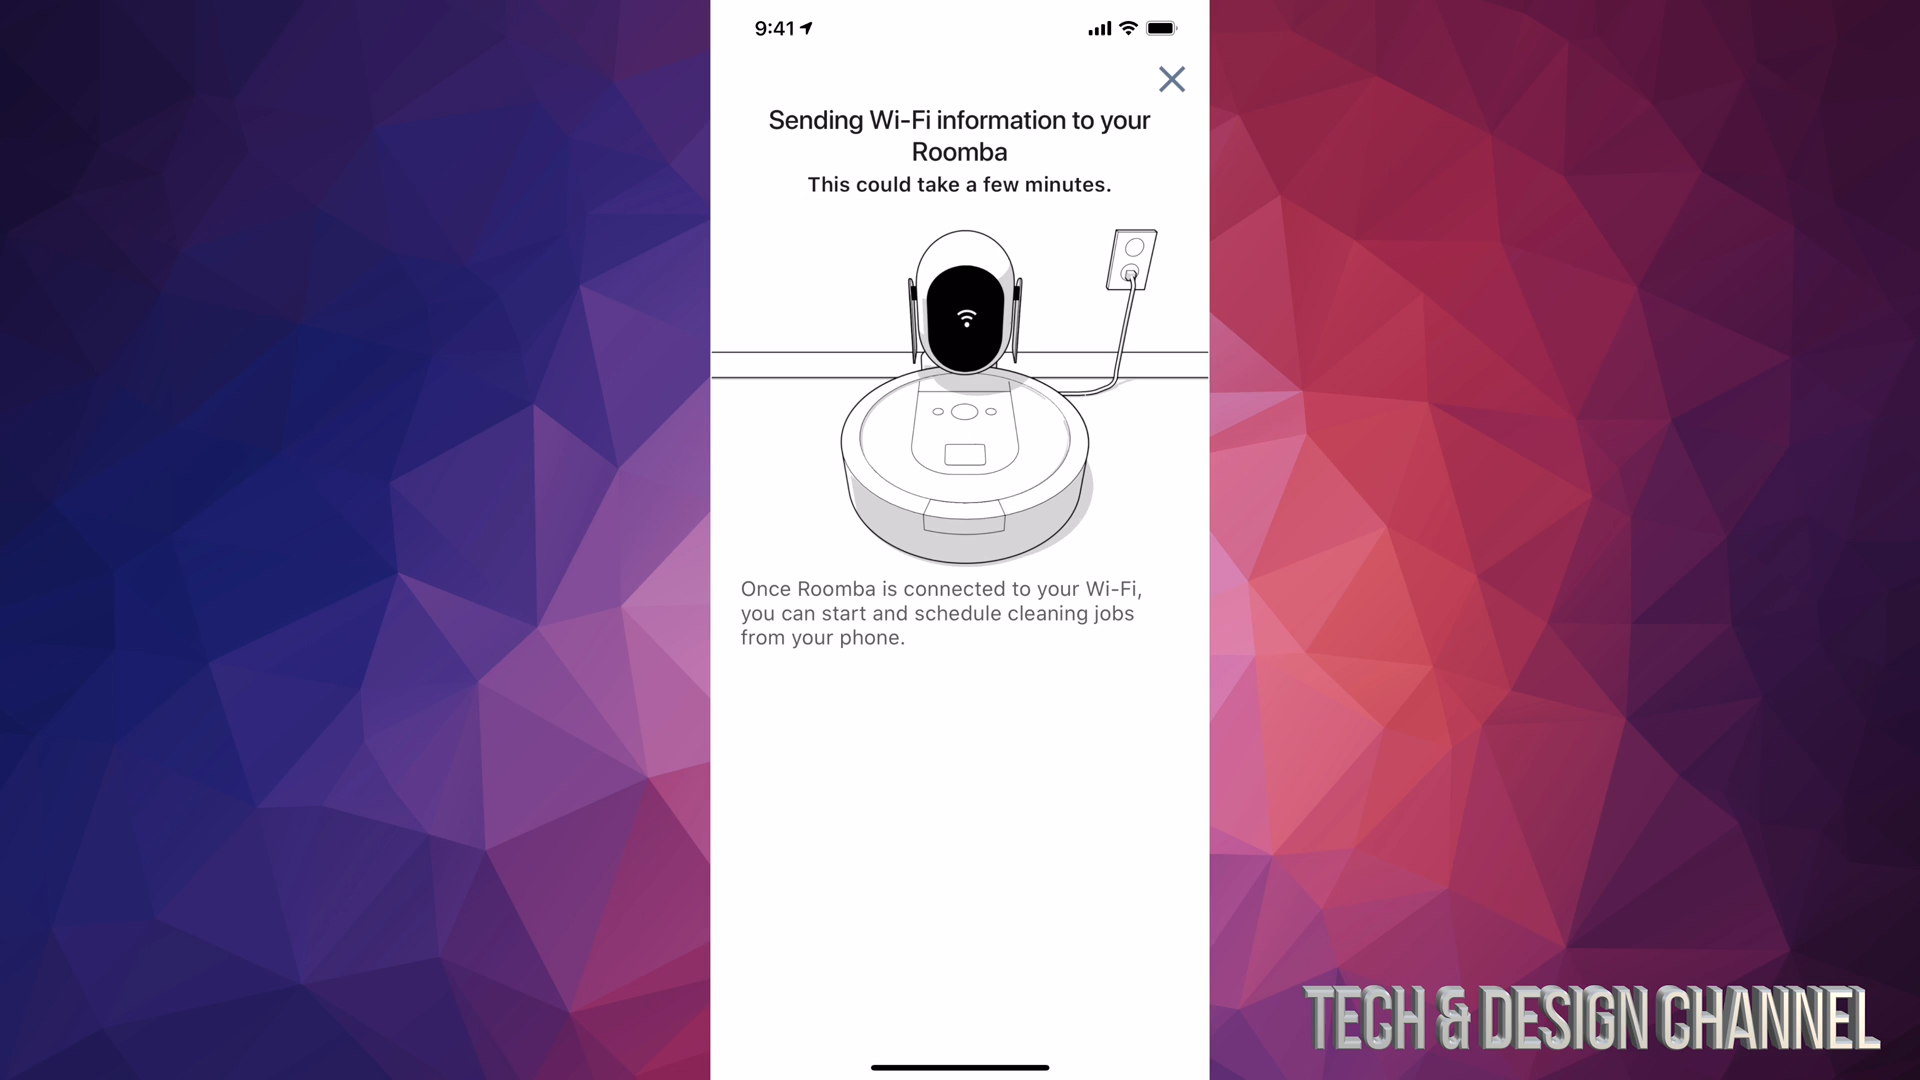 9:41
Sending Wi-Fi information to your
Roomba
This could take a few minutes.
Once Roomba is connected to your Wi-Fi,
you can start and schedule cleaning jobs
from your phone.
TECH & DESIGN CHANNEL